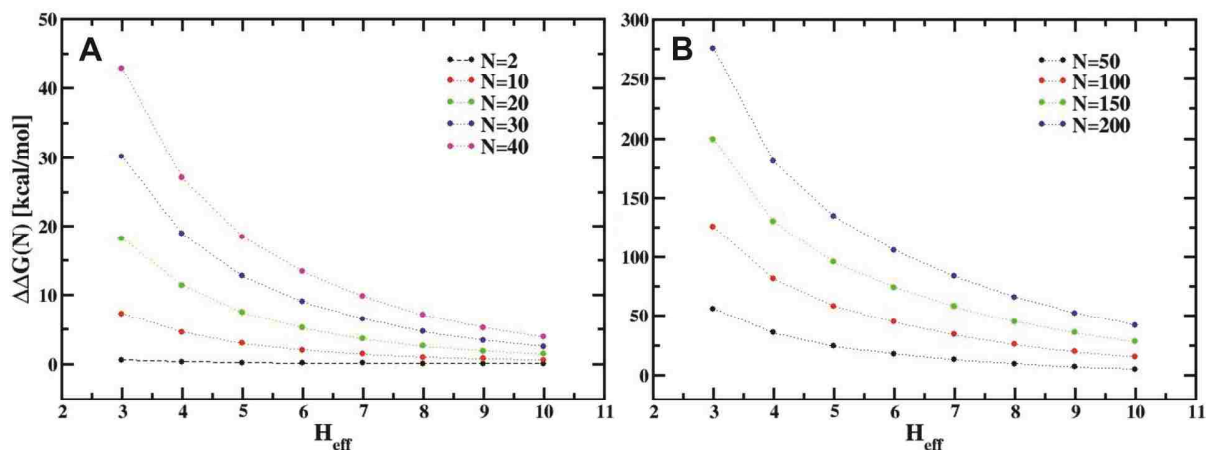 A
N=2
N=10
N=20
N=30
N=40
50
40
30
20
10
0
ΔΔG(N) [kcal/mol]
2 3 4 5 6 7 8 9 10 11
H_eff
B
N=50
N=100
N=150
N=200
300
250
200
150
100
50
0
2 3 4 5 6 7 8 9 10 11
H_eff